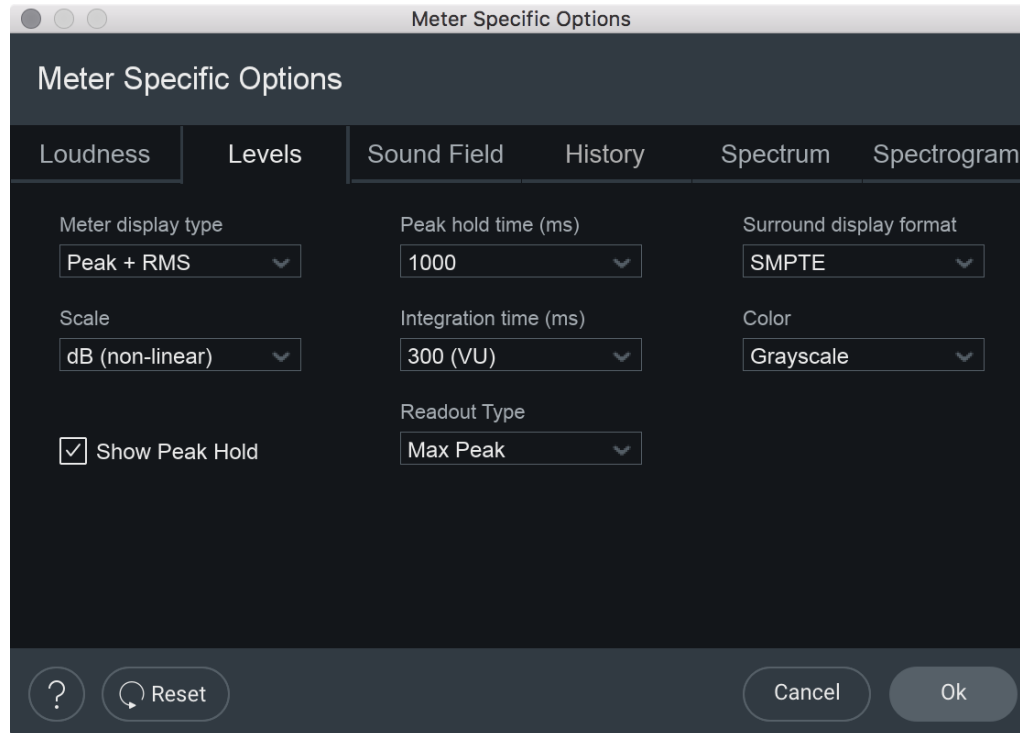 Meter Specific Options
Meter Specific Options
Loudness Levels Sound Field History Spectrum Spectrogram
Meter display type Peak hold time (ms) Surround display format
Peak + RMS 1000 SMPTE
Scale Integration time (ms) Color
dB (non-linear) 300 (VU) Grayscale
Readout Type
Show Peak Hold Max Peak
? Reset Cancel Ok